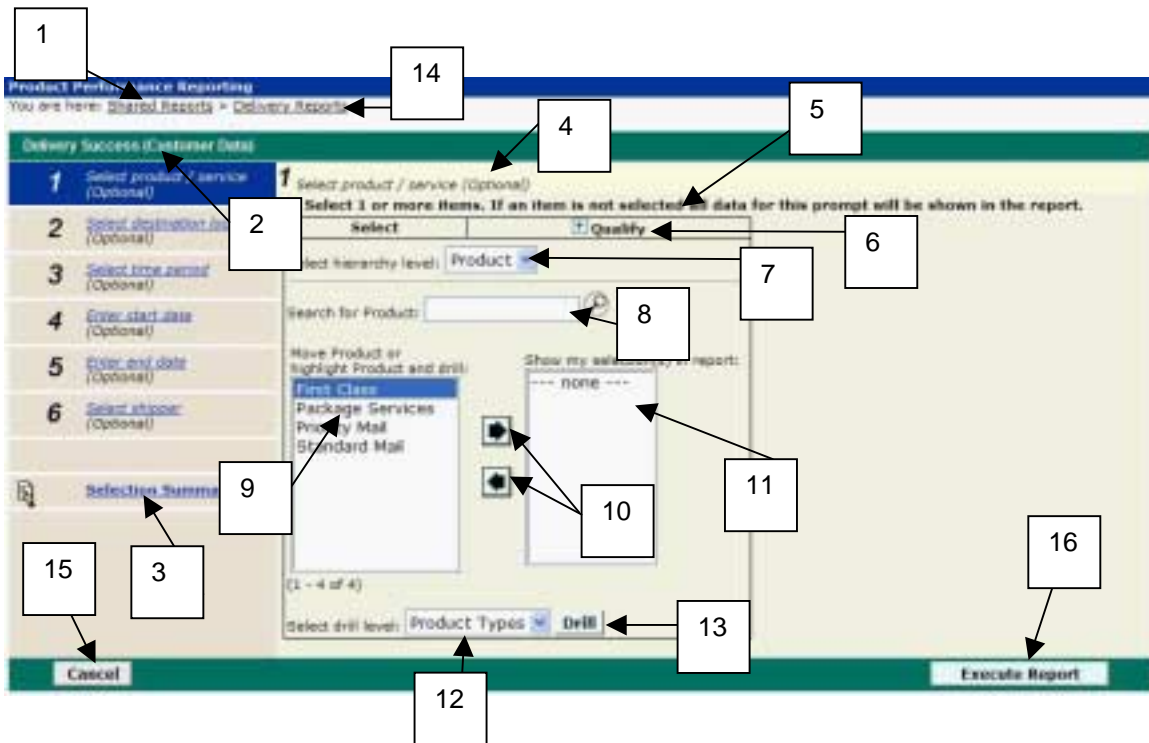 1
14
Product Performance Reporting
You are here: Shared Reports > Delivery Reports
4
5
Delivery Success (Customer Data)
1 Select product / service (Optional)
1 Select product / service (Optional)
Select 1 or more items. If an item is not selected all data for this prompt will be shown in the report.
2 Select destination
(Optional)
2
Select
Qualify
6
3 Select time period
(Optional)
Select hierarchy level: Product
7
4 Enter start date
(Optional)
Search for Product:
8
5 Enter end date
(Optional)
Move Product or
highlight Product and drill:
Show my selection(s) in report:
First Class
Package Services
Priority Mail
Standard Mail
--- none ---
6 Select shipper
(Optional)
9
10
11
Selection Summa
3
15
16
(1 - 4 of 4)
Select drill level: Product Types Drill
13
Cancel
Execute Report
12